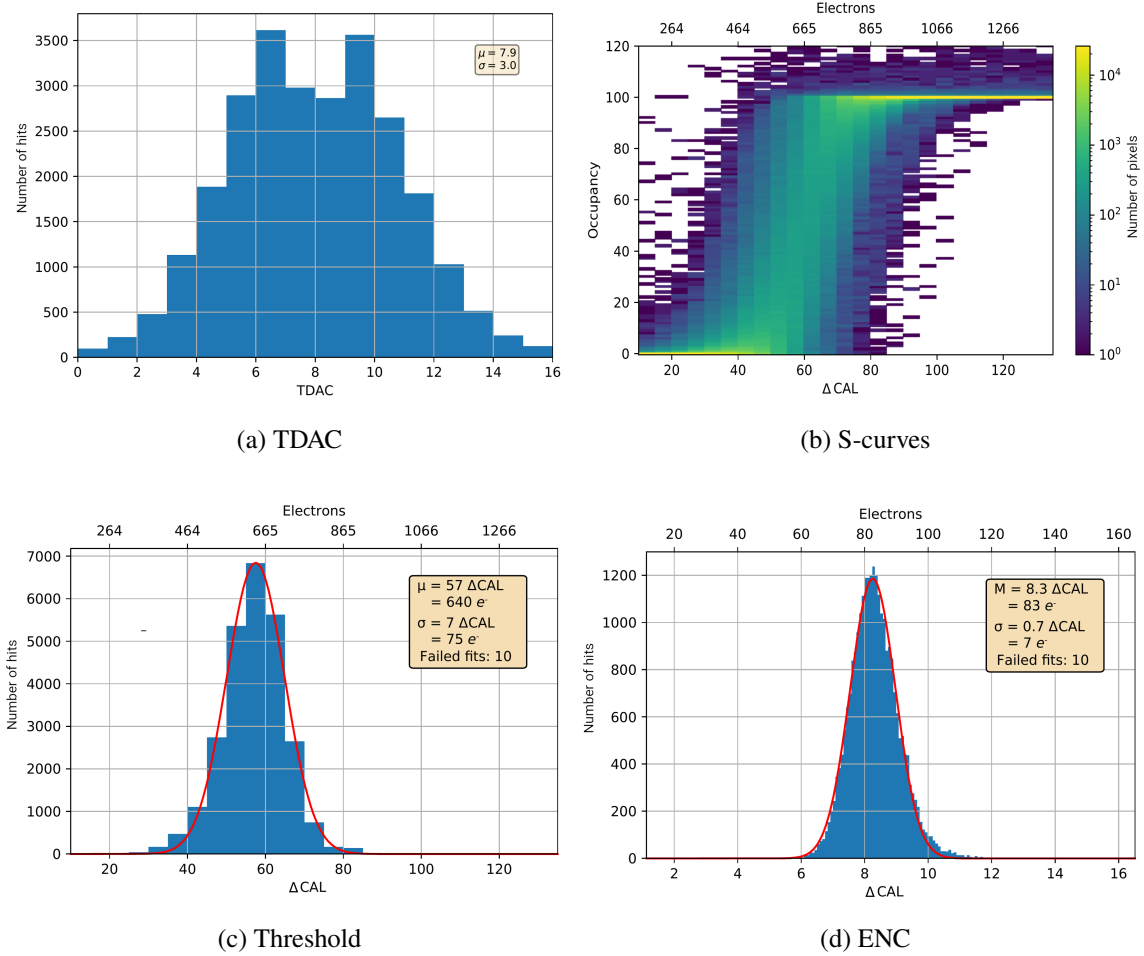 3500
3000
2500
2000
1500
1000
500
0
Number of hits
μ = 7.9
σ = 3.0
0 2 4 6 8 10 12 14 16
TDAC
(a) TDAC
Electrons
264 464 665 865 1066 1266
120
100
80
60
40
20
0
Occupancy
20 40 60 80 100 120
Δ CAL
10⁴
10³
10²
10¹
10⁰
Number of pixels
(b) S-curves
Electrons
264 464 665 865 1066 1266
7000
6000
5000
4000
3000
2000
1000
0
Number of hits
μ = 57 ΔCAL
= 640 e⁻
σ = 7 ΔCAL
= 75 e⁻
Failed fits: 10
20 40 60 80 100 120
Δ CAL
(c) Threshold
Electrons
20 40 60 80 100 120 140 160
1200
1000
800
600
400
200
0
Number of hits
M = 8.3 ΔCAL
= 83 e⁻
σ = 0.7 ΔCAL
= 7 e⁻
Failed fits: 10
2 4 6 8 10 12 14 16
Δ CAL
(d) ENC